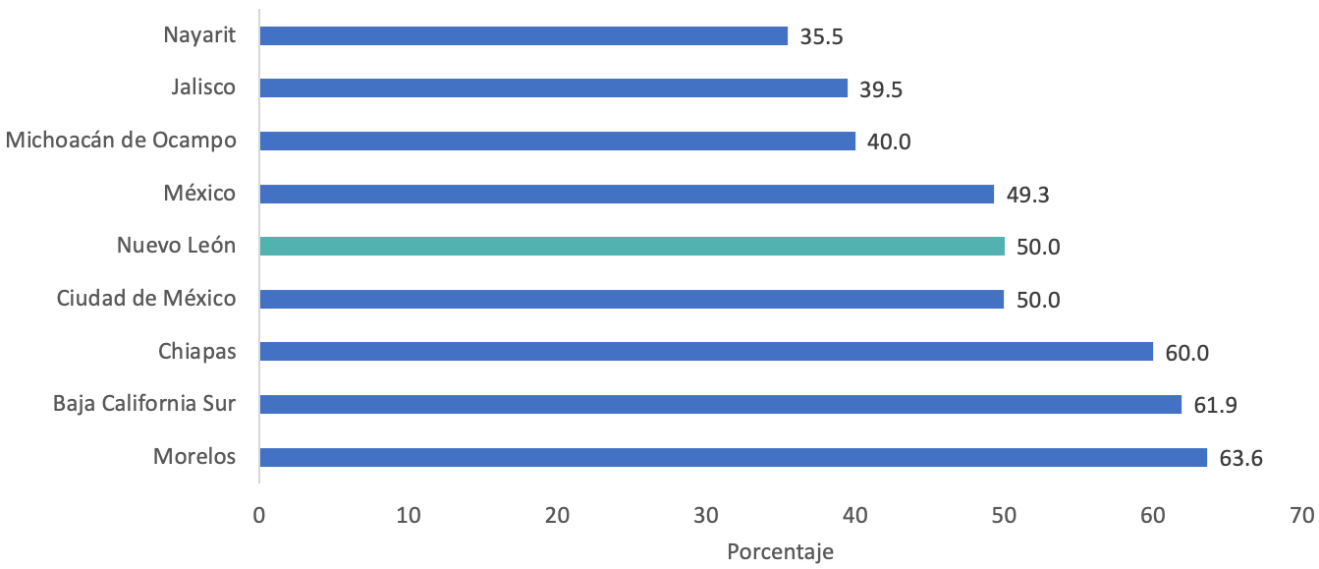 Nayarit 35.5
Jalisco 39.5
Michoacán de Ocampo 40.0
México 49.3
Nuevo León 50.0
Ciudad de México 50.0
Chiapas 60.0
Baja California Sur 61.9
Morelos 63.6
0 10 20 30 40 50 60 70
Porcentaje